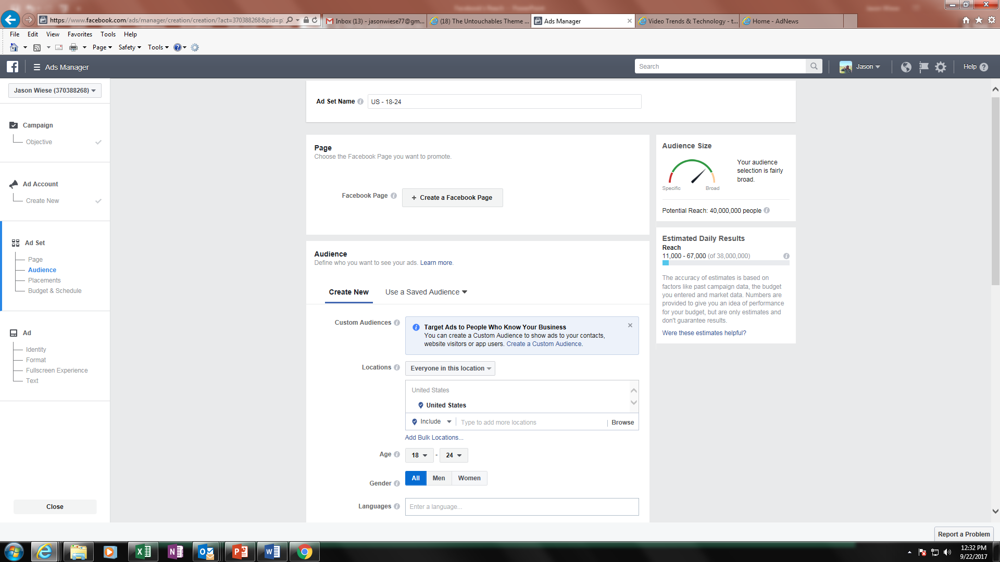 https://www.facebook.com/ads/manager/creation/creation/?act=370388268&pid=p
Inbox (13) - jasonwiese77@gm...
(18) The Untouchables Theme ...
Ads Manager
Video Trends & Technology - t...
Home - AdNews
File Edit View Favorites Tools Help
Page Safety Tools
Ads Manager
Search
Jason
Help
Jason Wiese (370388268)
Campaign
Objective
Ad Account
Create New
Ad Set
Page
Audience
Placements
Budget & Schedule
Ad
Identity
Format
Fullscreen Experience
Text
Close
Ad Set Name US - 18-24
Page
Choose the Facebook Page you want to promote.
Facebook Page + Create a Facebook Page
Audience
Define who you want to see your ads. Learn more.
Create New Use a Saved Audience
Custom Audiences
Target Ads to People Who Know Your Business
You can create a Custom Audience to show ads to your contacts,
website visitors or app users. Create a Custom Audience.
Locations Everyone in this location
United States
United States
Include Type to add more locations Browse
Add Bulk Locations...
Age 18 - 24
Gender All Men Women
Languages Enter a language...
Audience Size
Your audience
selection is fairly
broad.
Specific Broad
Potential Reach: 40,000,000 people
Estimated Daily Results
Reach
11,000 - 67,000 (of 38,000,000)
The accuracy of estimates is based on
factors like past campaign data, the budget
you entered and market data. Numbers are
provided to give you an idea of performance
for your budget, but are only estimates and
don't guarantee results.
Were these estimates helpful?
Report a Problem
12:32 PM
9/22/2017